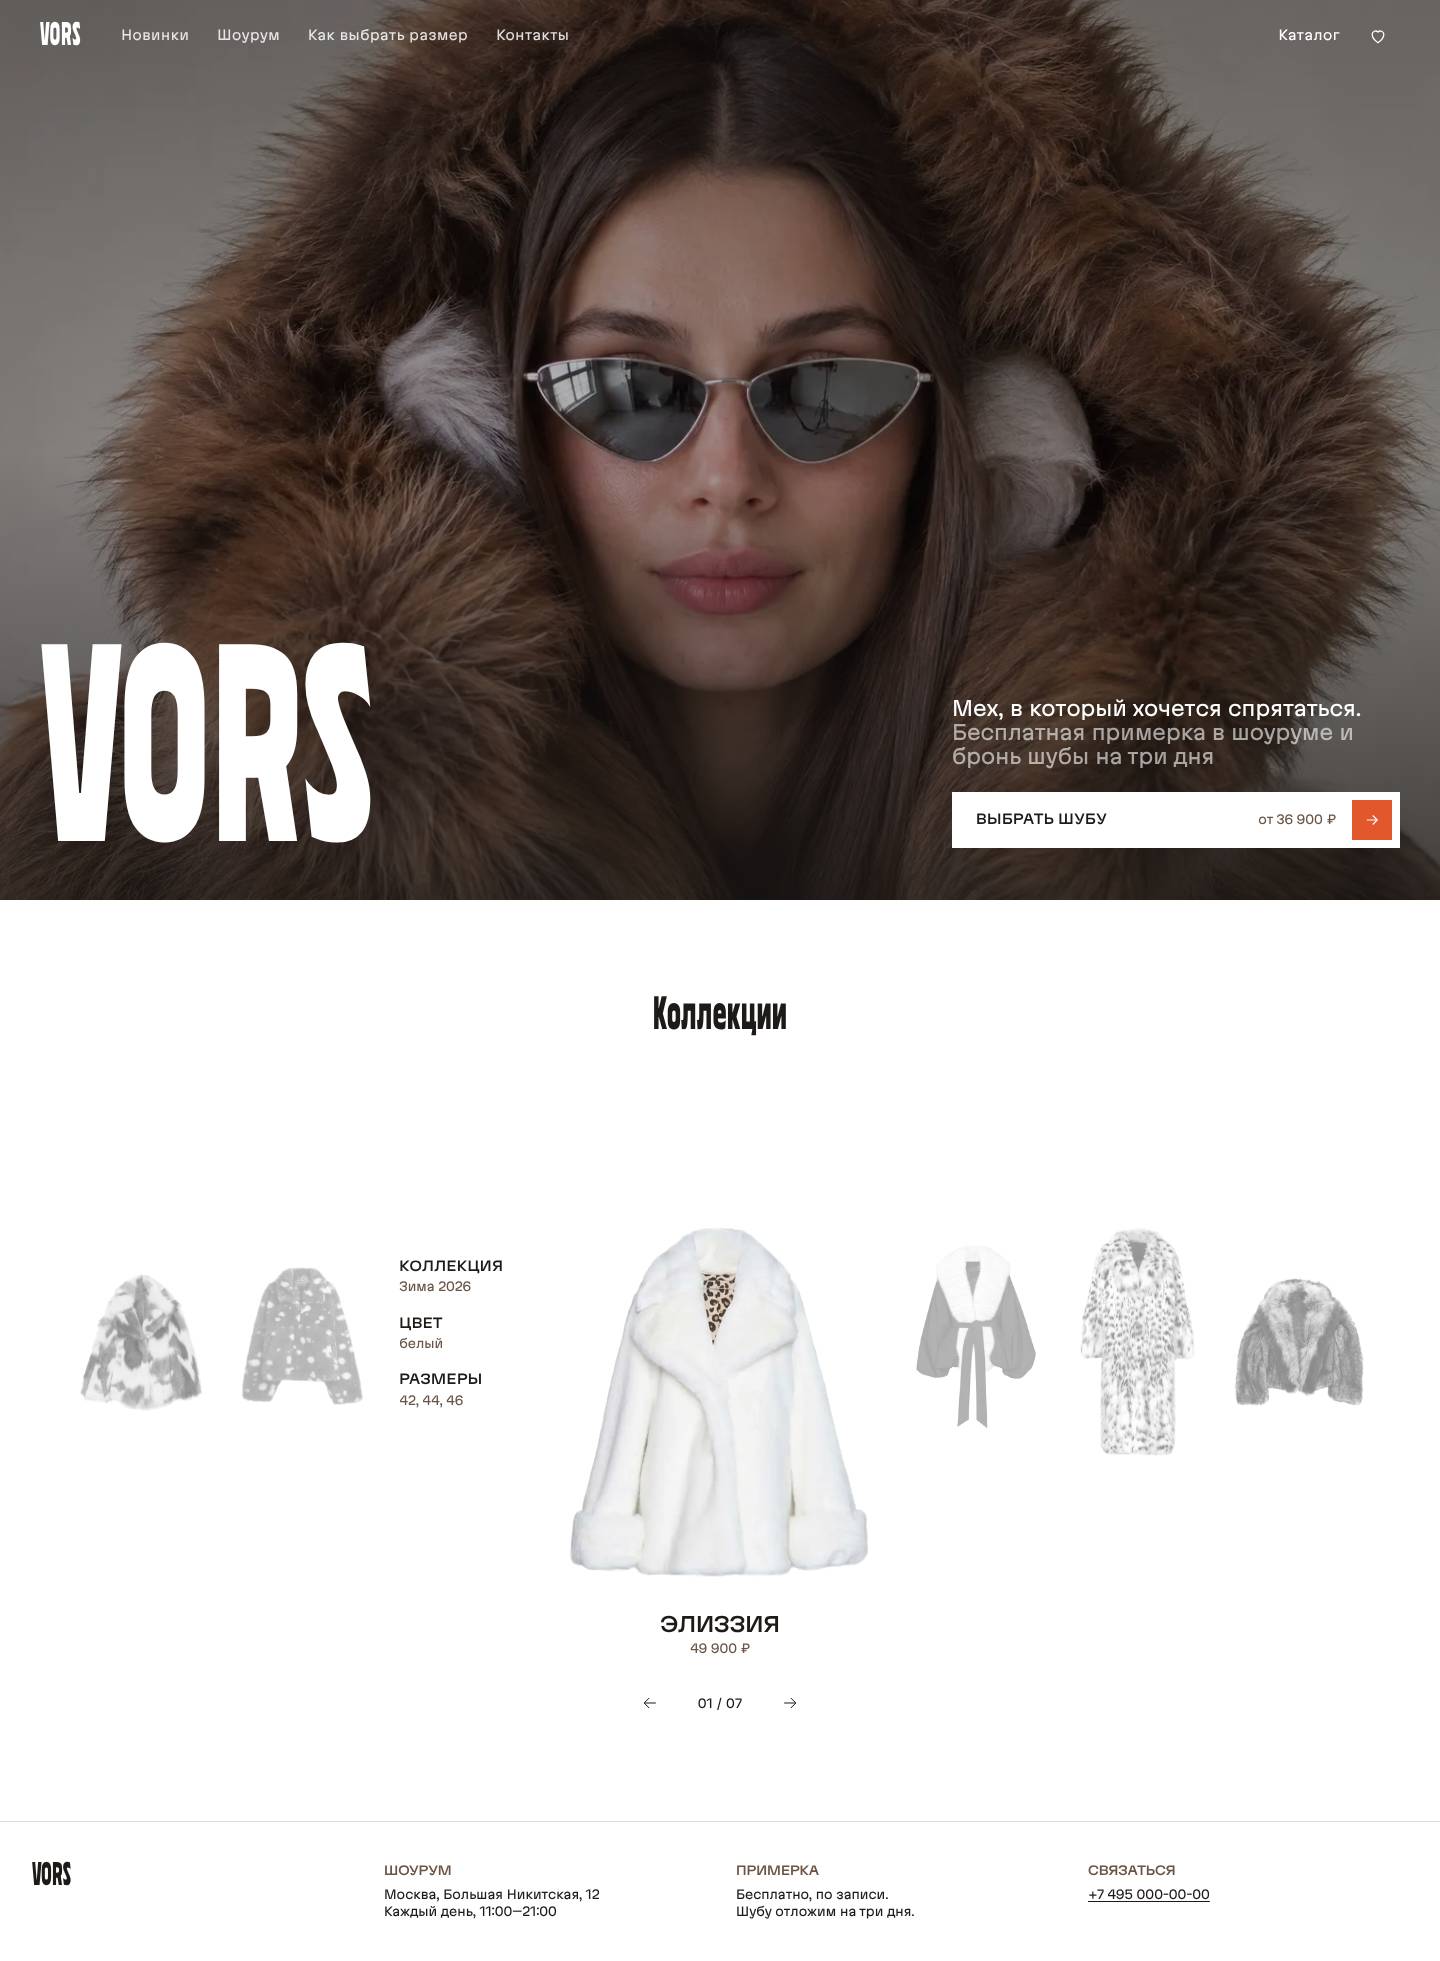 VORS
Новинки
Шоурум
Как выбрать размер
Контакты
Каталог
VORS
Мех, в который хочется спрятаться.
Бесплатная примерка в шоуруме и
бронь шубы на три дня
ВЫБРАТЬ ШУБУ
от 36 900 ₽
Коллекции
КОЛЛЕКЦИЯ
Зима 2026
ЦВЕТ
белый
РАЗМЕРЫ
42, 44, 46
ЭЛИЗЗИЯ
49 900 ₽
01 / 07
VORS
ШОУРУМ
Москва, Большая Никитская, 12
Каждый день, 11:00–21:00
ПРИМЕРКА
Бесплатно, по записи.
Шубу отложим на три дня.
СВЯЗАТЬСЯ
+7 495 000-00-00